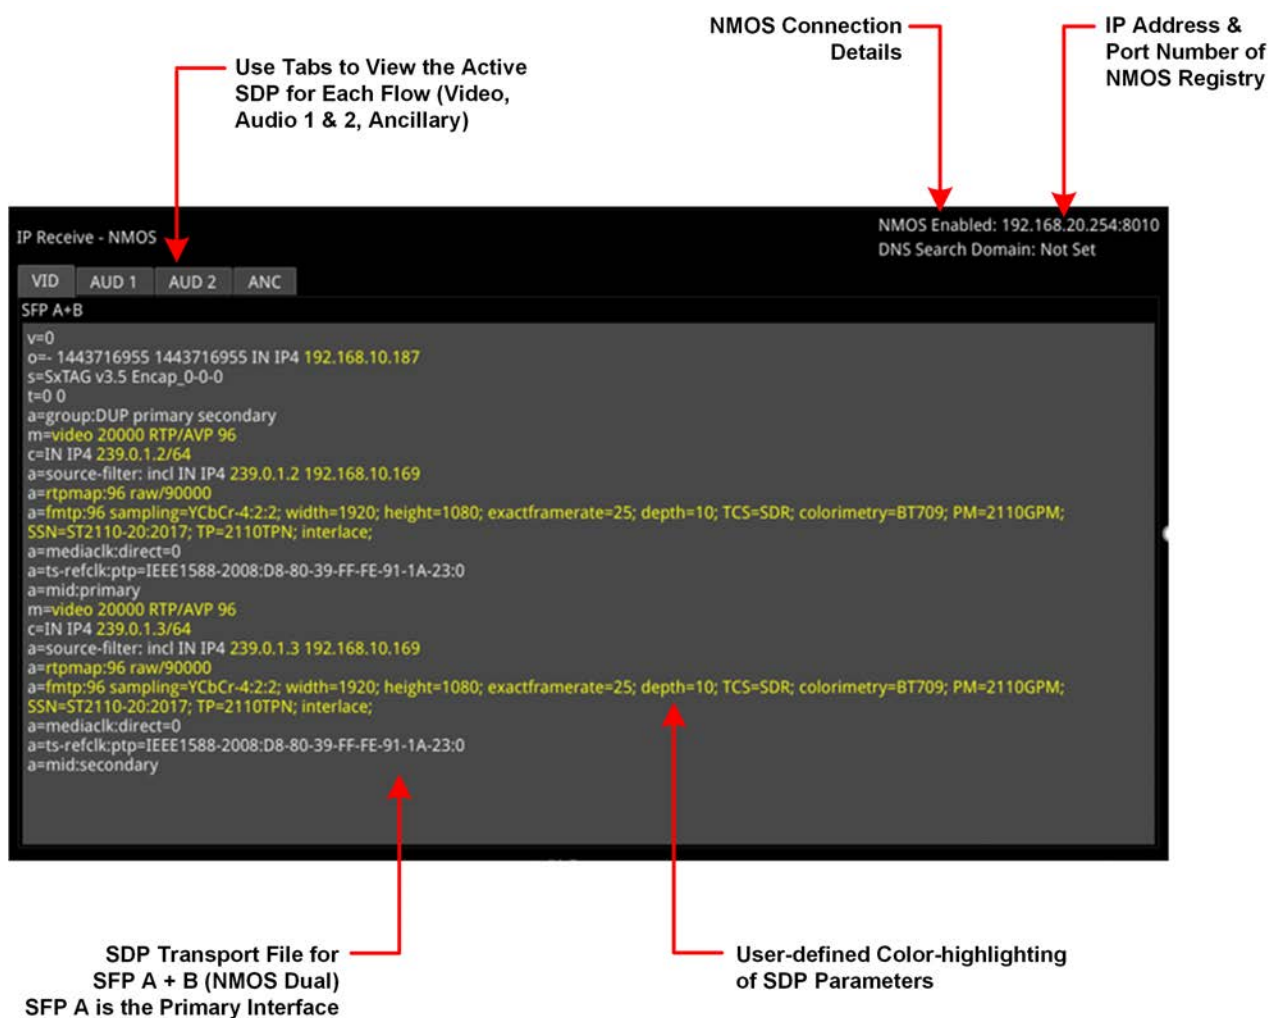 NMOS Connection
Details
IP Address &
Port Number of
NMOS Registry
Use Tabs to View the Active
SDP for Each Flow (Video,
Audio 1 & 2, Ancillary)
IP Receive - NMOS
NMOS Enabled: 192.168.20.254:8010
DNS Search Domain: Not Set
VID AUD 1 AUD 2 ANC
SFP A+B
v=0
o=- 1443716955 1443716955 IN IP4 192.168.10.187
s=SxTAG v3.5 Encap_0-0-0
t=0 0
a=group:DUP primary secondary
m=video 20000 RTP/AVP 96
c=IN IP4 239.0.1.2/64
a=source-filter: incl IN IP4 239.0.1.2 192.168.10.169
a=rtpmap:96 raw/90000
a=fmtp:96 sampling=YCbCr-4:2:2; width=1920; height=1080; exactframerate=25; depth=10; TCS=SDR; colorimetry=BT709; PM=2110GPM;
SSN=ST2110-20:2017; TP=2110TPN; interlace;
a=mediaclk:direct=0
a=ts-refclk:ptp=IEEE1588-2008:D8-80-39-FF-FE-91-1A-23:0
a=mid:primary
m=video 20000 RTP/AVP 96
c=IN IP4 239.0.1.3/64
a=source-filter: incl IN IP4 239.0.1.3 192.168.10.169
a=rtpmap:96 raw/90000
a=fmtp:96 sampling=YCbCr-4:2:2; width=1920; height=1080; exactframerate=25; depth=10; TCS=SDR; colorimetry=BT709; PM=2110GPM;
SSN=ST2110-20:2017; TP=2110TPN; interlace;
a=mediaclk:direct=0
a=ts-refclk:ptp=IEEE1588-2008:D8-80-39-FF-FE-91-1A-23:0
a=mid:secondary
SDP Transport File for
SFP A + B (NMOS Dual)
SFP A is the Primary Interface
User-defined Color-highlighting
of SDP Parameters